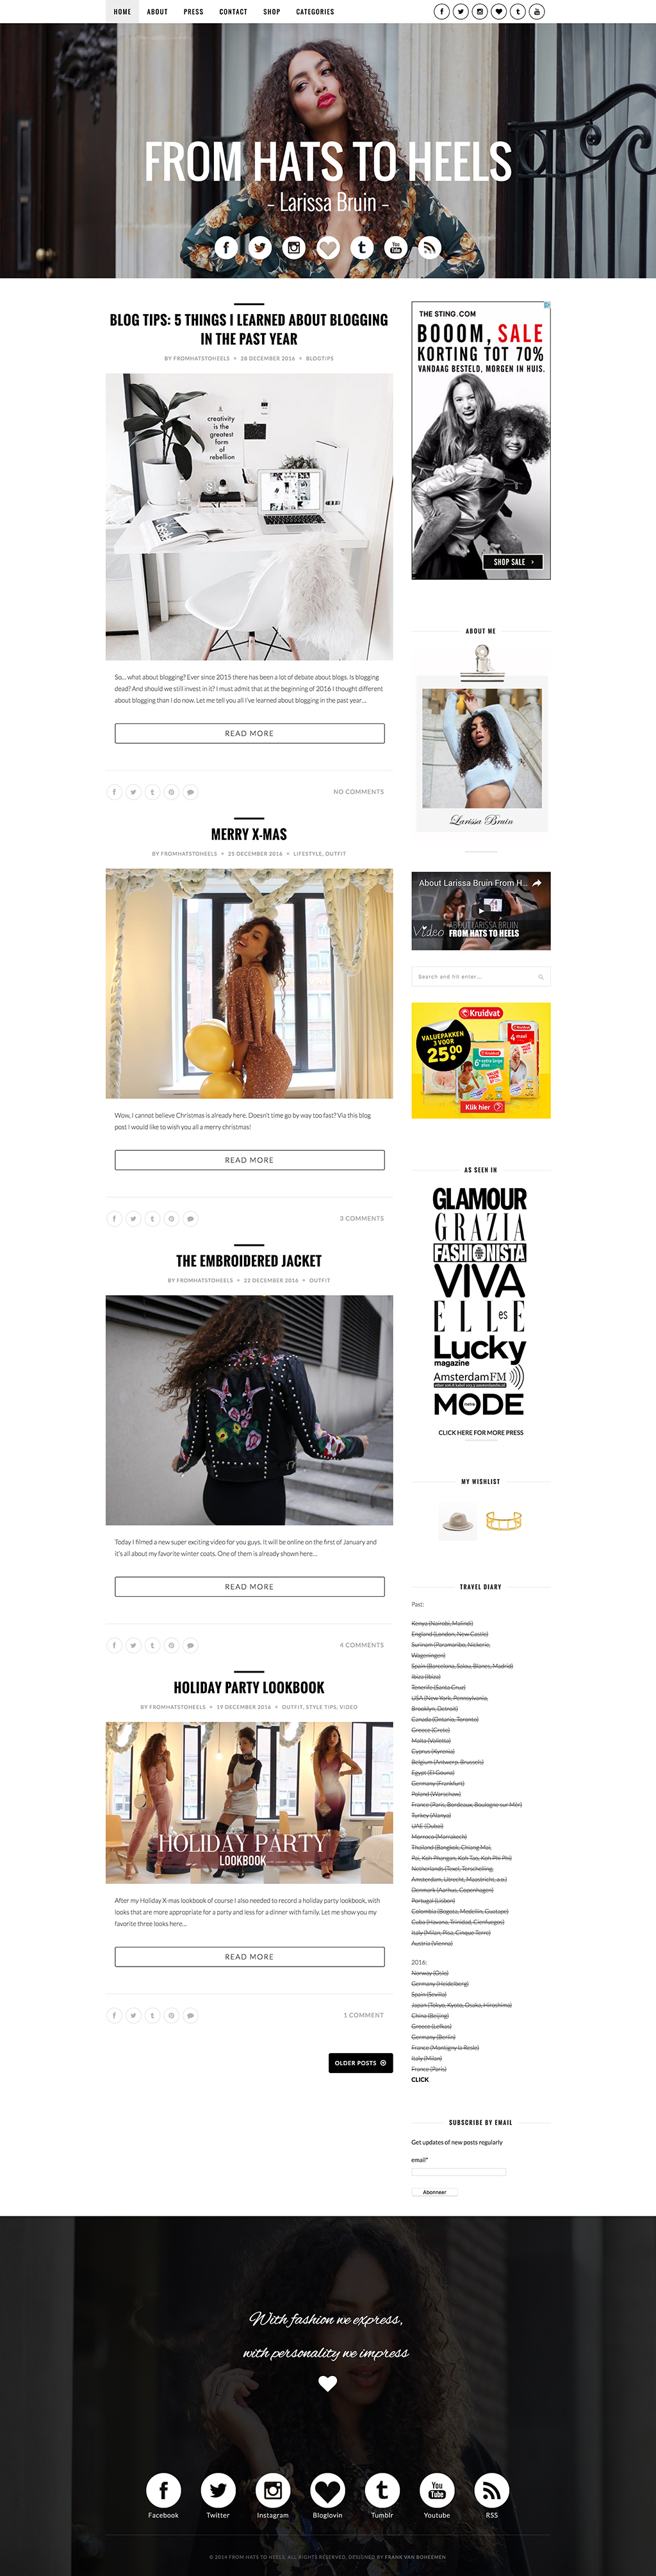 HOME ABOUT PRESS CONTACT SHOP CATEGORIES
FROM HATS TO HEELS
– Larissa Bruin –
BLOG TIPS: 5 THINGS I LEARNED ABOUT BLOGGING
IN THE PAST YEAR
BY FROMHATSTOHEELS • 28 DECEMBER 2016 • BLOGTIPS
creativity
is the
greatest
form
of
rebellion
So... what about blogging? Ever since 2015 there has been a lot of debate about blogs. Is blogging
dead? And should we still invest in it? I must admit that at the beginning of 2016 I thought different
about blogging than I do now. Let me tell you all I've learned about blogging in the past year...
READ MORE
NO COMMENTS
MERRY X-MAS
BY FROMHATSTOHEELS • 25 DECEMBER 2016 • LIFESTYLE, OUTFIT
Wow, I cannot believe Christmas is already here. Doesn't time go by way too fast? Via this blog
post I would like to wish you all a merry christmas!
READ MORE
3 COMMENTS
THE EMBROIDERED JACKET
BY FROMHATSTOHEELS • 22 DECEMBER 2016 • OUTFIT
Today I filmed a new super exciting video for you guys. It will be online on the first of January and
it's all about my favorite winter coats. One of them is already shown here...
READ MORE
4 COMMENTS
HOLIDAY PARTY LOOKBOOK
BY FROMHATSTOHEELS • 19 DECEMBER 2016 • OUTFIT, STYLE TIPS, VIDEO
HOLIDAY PARTY
LOOKBOOK
After my Holiday X-mas lookbook of course I also needed to record a holiday party lookbook, with
looks that are more appropriate for a party and less for a dinner with family. Let me show you my
favorite three looks here...
READ MORE
1 COMMENT
OLDER POSTS
THE STING.COM
BOOOM, SALE
KORTING TOT 70%
VANDAAG BESTELD, MORGEN IN HUIS.
SHOP SALE >
ABOUT ME
Larissa Bruin
About Larissa Bruin From H...
Video ABOUT LARISSA BRUIN
FROM HATS TO HEELS
Search and hit enter...
Kruidvat
VALUEPAKKEN
3 VOOR
25.00
Klik hier
AS SEEN IN
GLAMOUR
GRAZIA
FASHIONISTA
VIVA
ELLE
es
Lucky
magazine
AmsterdamFM
MODE
CLICK HERE FOR MORE PRESS
MY WISHLIST
TRAVEL DIARY
Past:
Kenya (Nairobi, Malindi)
England (London, New Castle)
Surinam (Paramaribo, Nickerie,
Wageningen)
Spain (Barcelona, Salou, Blanes, Madrid)
Ibiza (Ibiza)
Tenerife (Santa Cruz)
USA (New York, Pennsylvania,
Brooklyn, Detroit)
Canada (Ontario, Toronto)
Greece (Crete)
Malta (Valletta)
Cyprus (Kyrenia)
Belgium (Antwerp, Brussels)
Egypt (El Gouna)
Germany (Frankfurt)
Poland (Warschaw)
France (Paris, Bordeaux, Boulogne sur Mér)
Turkey (Alanya)
UAE (Dubai)
Morroco (Marrakech)
Thailand (Bangkok, Chiang Mai,
Pai, Koh Phangan, Koh Tao, Koh Phi Phi)
Netherlands (Texel, Terschelling,
Amsterdam, Utrecht, Maastricht, a.o.)
Denmark (Aarhus, Copenhagen)
Portugal (Lisbon)
Colombia (Bogota, Medellin, Guatape)
Cuba (Havana, Trinidad, Cienfuegos)
Italy (Milan, Pisa, Cinque Terre)
Austria (Vienna)
2016:
Norway (Oslo)
Germany (Heidelberg)
Spain (Sevilla)
Japan (Tokyo, Kyoto, Osaka, Hiroshima)
China (Beijing)
Greece (Lefkas)
Germany (Berlin)
France (Montigny la Resle)
Italy (Milan)
France (Paris)
CLICK
SUBSCRIBE BY EMAIL
Get updates of new posts regularly
email*
Abonneer
With fashion we express,
with personality we impress
Facebook Twitter Instagram Bloglovin Tumblr Youtube RSS
© 2014 FROM HATS TO HEELS. ALL RIGHTS RESERVED. DESIGNED BY FRANK VAN BOHEEMEN